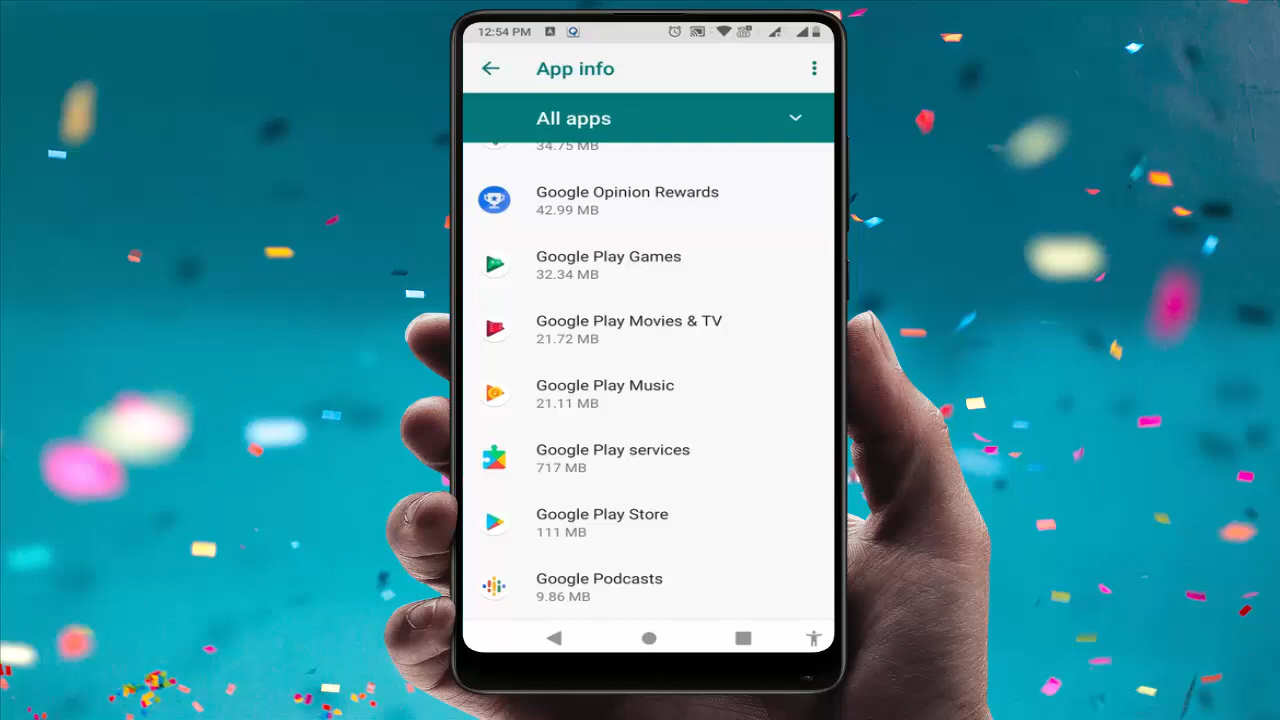 12:54 PM
App info
All apps
34.75 MB
Google Opinion Rewards
42.99 MB
Google Play Games
32.34 MB
Google Play Movies & TV
21.72 MB
Google Play Music
21.11 MB
Google Play services
717 MB
Google Play Store
111 MB
Google Podcasts
9.86 MB